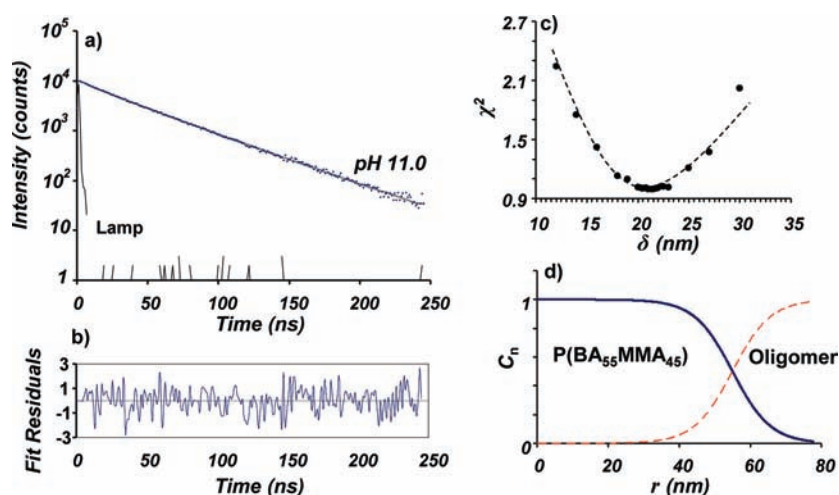 a)
Intensity (counts)
10^5
10^4
10^3
10^2
10
1
pH 11.0
Lamp
0 50 100 150 200 250
Time (ns)
b)
Fit Residuals
3
1
-1
-3
0 50 100 150 200 250
Time (ns)
c)
χ^2
2.7
2.1
1.5
0.9
10 15 20 25 30 35
δ (nm)
d)
C_n
1
0
P(BA_55MMA_45)
Oligomer
0 20 40 60 80
r (nm)